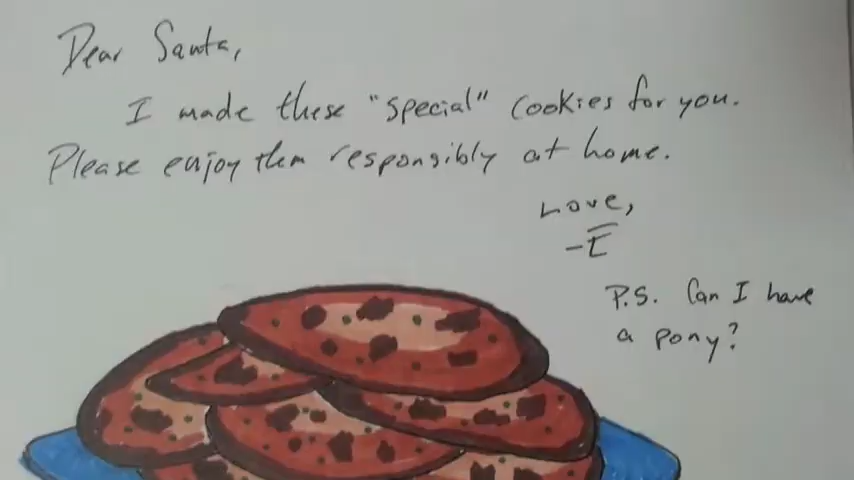 Dear Santa,
I made these "special" cookies for you.
Please enjoy them responsibly at home.
Love,
-E
P.S. Can I have
a pony?